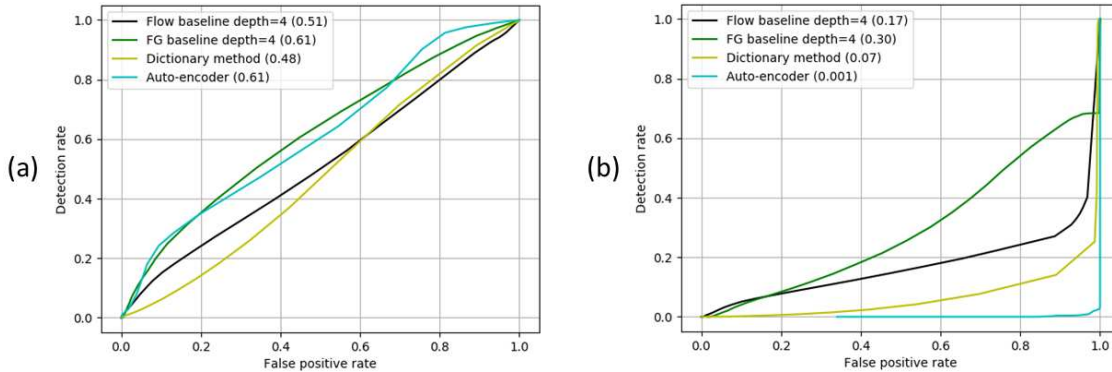 (a)
Flow baseline depth=4 (0.51)
FG baseline depth=4 (0.61)
Dictionary method (0.48)
Auto-encoder (0.61)
Detection rate
1.0
0.8
0.6
0.4
0.2
0.0
0.0 0.2 0.4 0.6 0.8 1.0
False positive rate
(b)
Flow baseline depth=4 (0.17)
FG baseline depth=4 (0.30)
Dictionary method (0.07)
Auto-encoder (0.001)
Detection rate
1.0
0.8
0.6
0.4
0.2
0.0
0.0 0.2 0.4 0.6 0.8 1.0
False positive rate